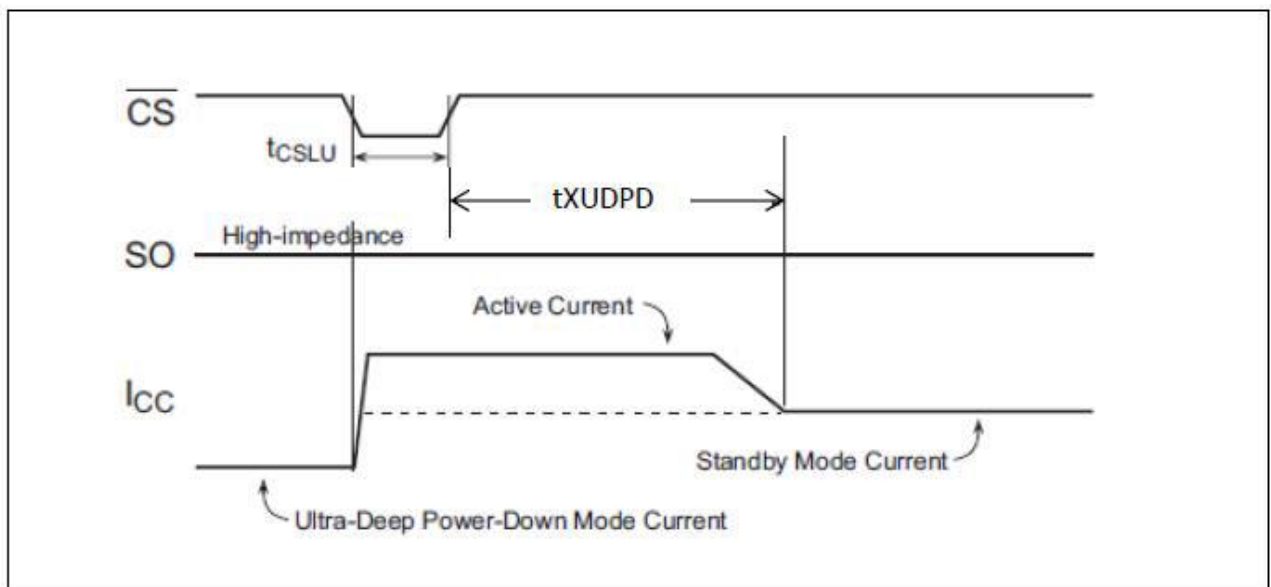 CS
tCSLU
tXUDPD
High-impedance
SO
Active Current
ICC
Standby Mode Current
Ultra-Deep Power-Down Mode Current